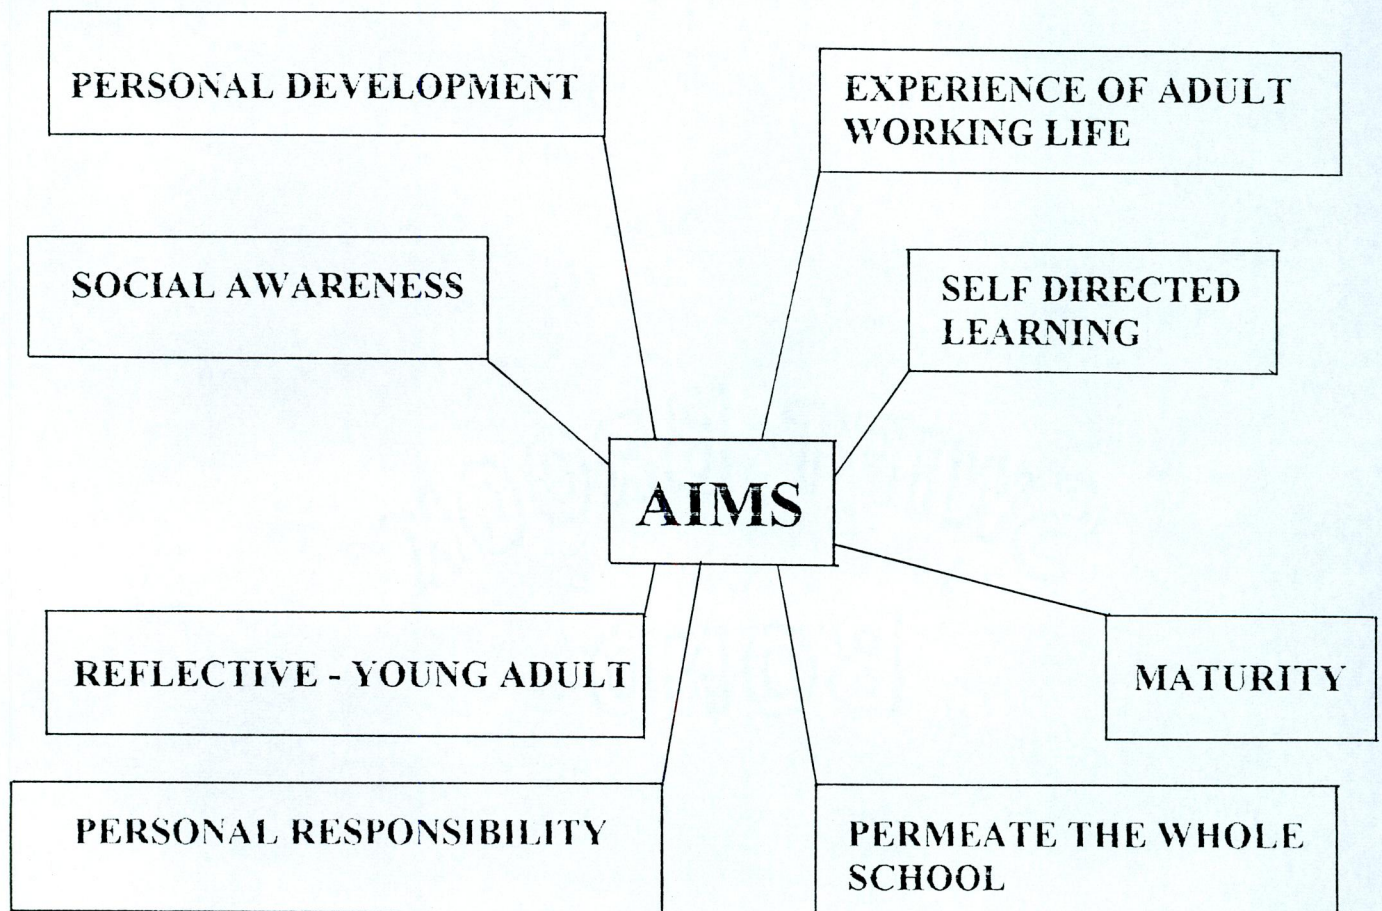 PERSONAL DEVELOPMENT
EXPERIENCE OF ADULT
WORKING LIFE
SOCIAL AWARENESS
SELF DIRECTED
LEARNING
AIMS
REFLECTIVE - YOUNG ADULT
MATURITY
PERSONAL RESPONSIBILITY
PERMEATE THE WHOLE
SCHOOL